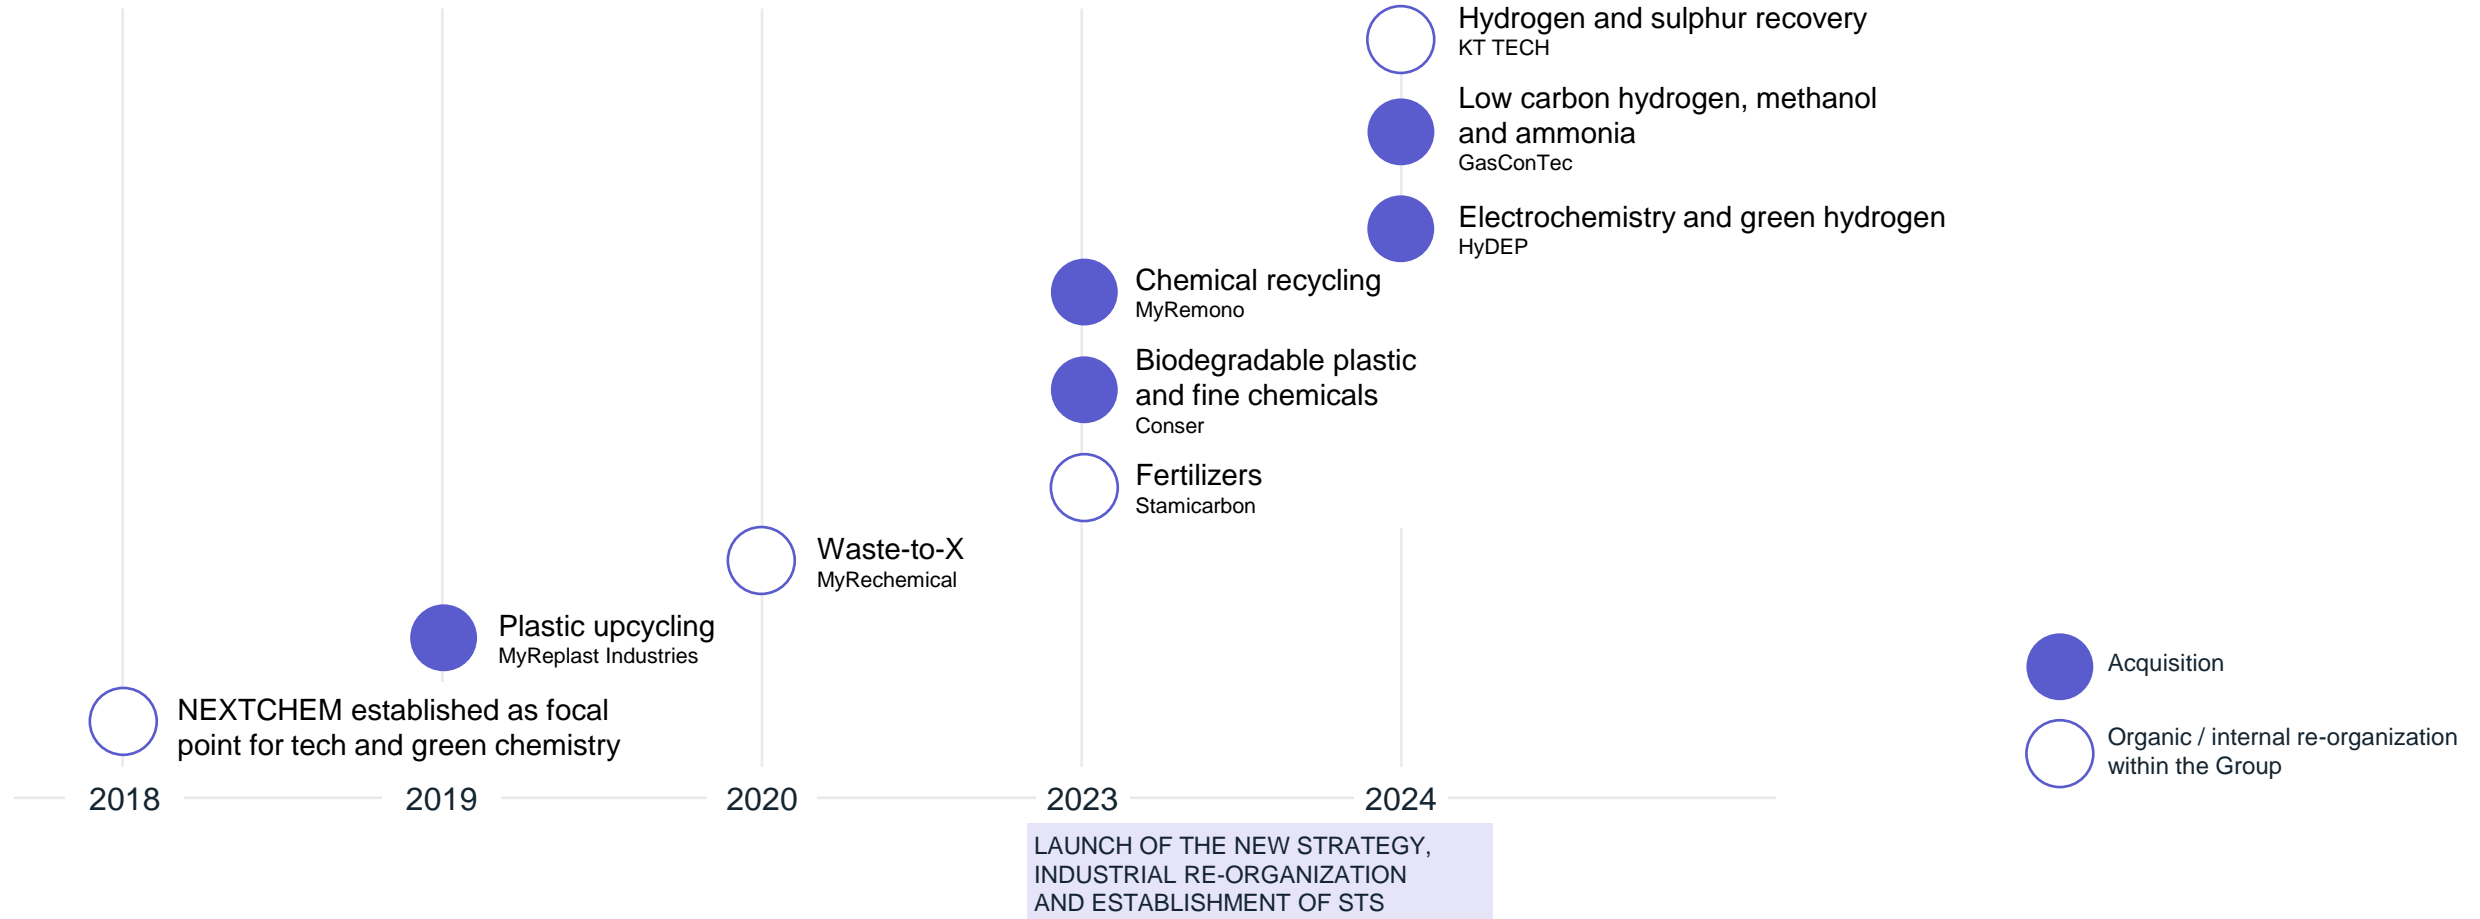 Hydrogen and sulphur recovery
KT TECH
Low carbon hydrogen, methanol
and ammonia
GasConTec
Electrochemistry and green hydrogen
HyDEP
Chemical recycling
MyRemono
Biodegradable plastic
and fine chemicals
Conser
Fertilizers
Stamicarbon
Waste-to-X
MyRechemical
Plastic upcycling
MyReplast Industries
NEXTCHEM established as focal
point for tech and green chemistry
Acquisition
Organic / internal re-organization
within the Group
2018
2019
2020
2023
2024
LAUNCH OF THE NEW STRATEGY,
INDUSTRIAL RE-ORGANIZATION
AND ESTABLISHMENT OF STS